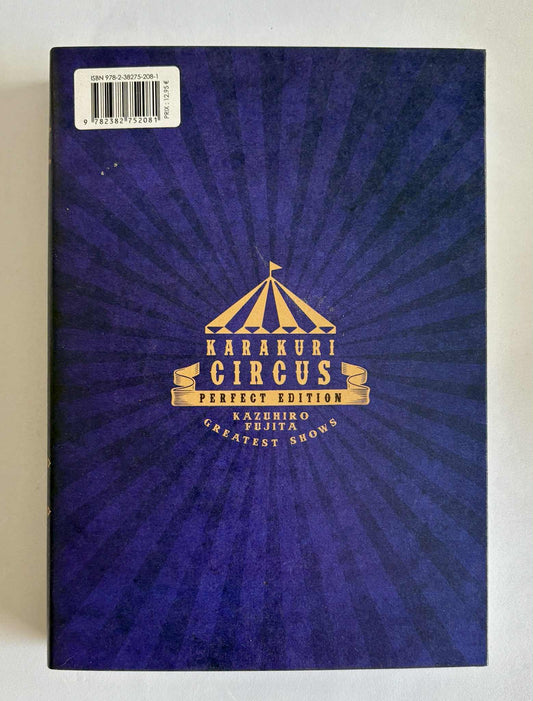 ISBN 978-2-38275-208-1
9 782382 752081
PRIX : 12,95 €
KARAKURI
CIRCUS
PERFECT EDITION
KAZUHIRO
FUJITA
GREATEST SHOWS